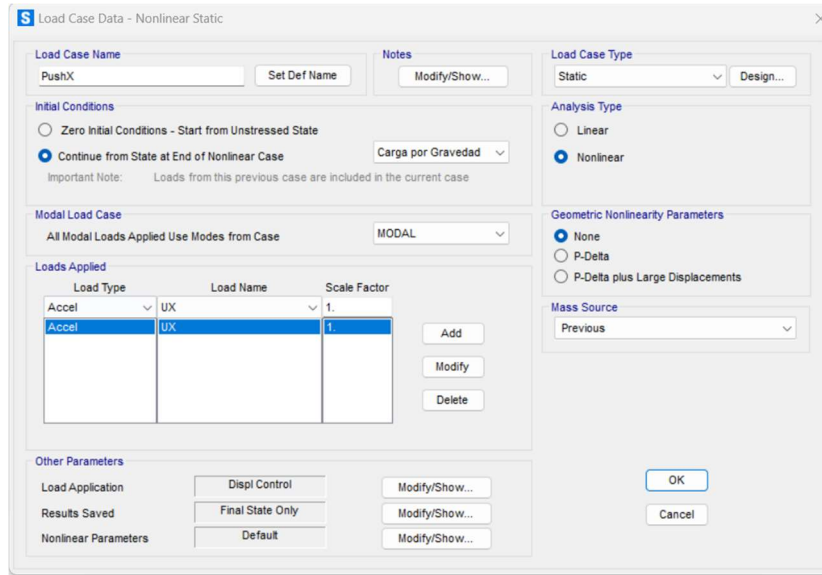 S Load Case Data - Nonlinear Static
Load Case Name
PushX
Set Def Name
Notes
Modify/Show...
Load Case Type
Static
Design...
Initial Conditions
Zero Initial Conditions - Start from Unstressed State
Continue from State at End of Nonlinear Case
Carga por Gravedad
Important Note: Loads from this previous case are included in the current case
Analysis Type
Linear
Nonlinear
Modal Load Case
All Modal Loads Applied Use Modes from Case
MODAL
Geometric Nonlinearity Parameters
None
P-Delta
P-Delta plus Large Displacements
Loads Applied
Load Type Load Name Scale Factor
Accel UX 1.
Accel UX 1.
Add
Modify
Delete
Mass Source
Previous
Other Parameters
Load Application Displ Control Modify/Show...
Results Saved Final State Only Modify/Show...
Nonlinear Parameters Default Modify/Show...
OK
Cancel